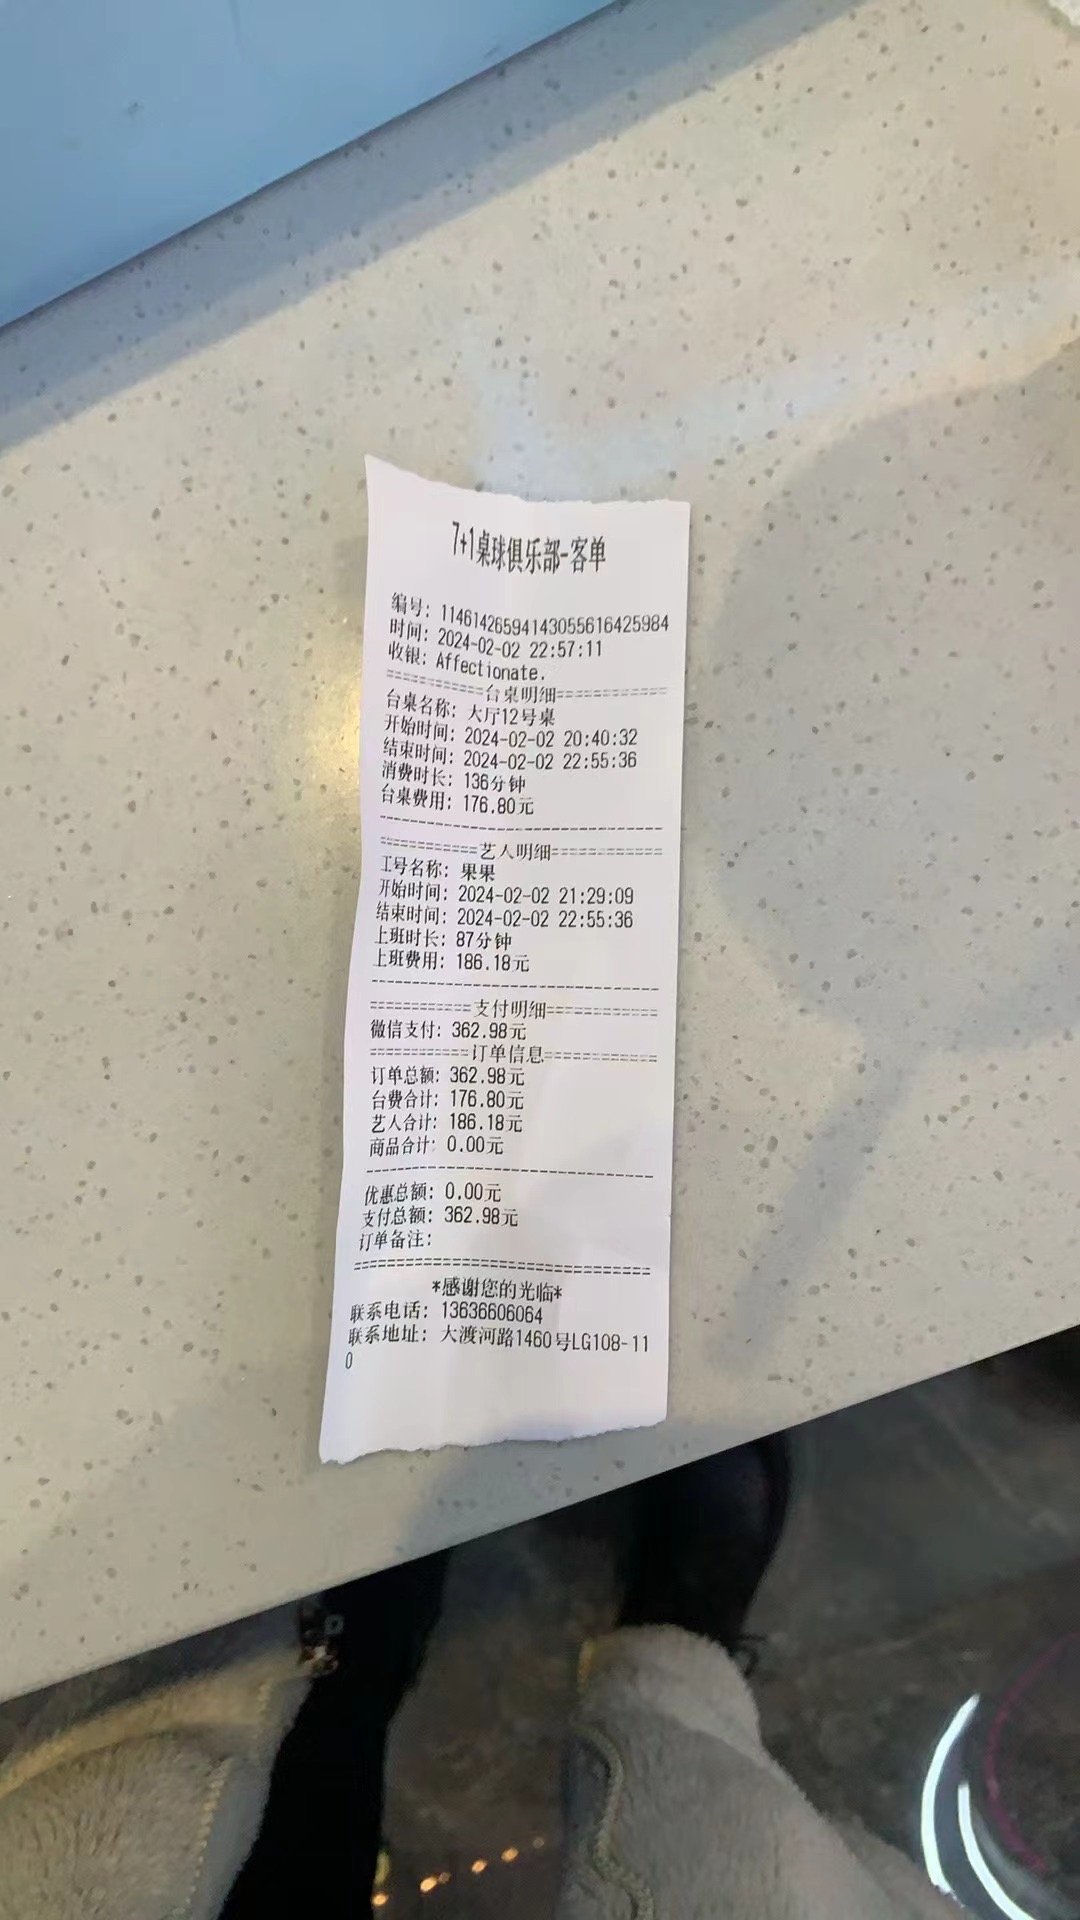 7+1桌球俱乐部-客单
编号: 11461426594143055616425984
时间: 2024-02-02 22:57:11
收银: Affectionate.
==========台桌明细==========
台桌名称: 大厅12号桌
开始时间: 2024-02-02 20:40:32
结束时间: 2024-02-02 22:55:36
消费时长: 136分钟
台桌费用: 176.80元
--------------------------------
==========艺人明细==========
工号名称: 果果
开始时间: 2024-02-02 21:29:09
结束时间: 2024-02-02 22:55:36
上班时长: 87分钟
上班费用: 186.18元
--------------------------------
==========支付明细==========
微信支付: 362.98元
==========订单信息==========
订单总额: 362.98元
台费合计: 176.80元
艺人合计: 186.18元
商品合计: 0.00元
--------------------------------
优惠总额: 0.00元
支付总额: 362.98元
订单备注:
================================
*感谢您的光临*
联系电话: 13636606064
联系地址: 大渡河路1460号LG108-11
0